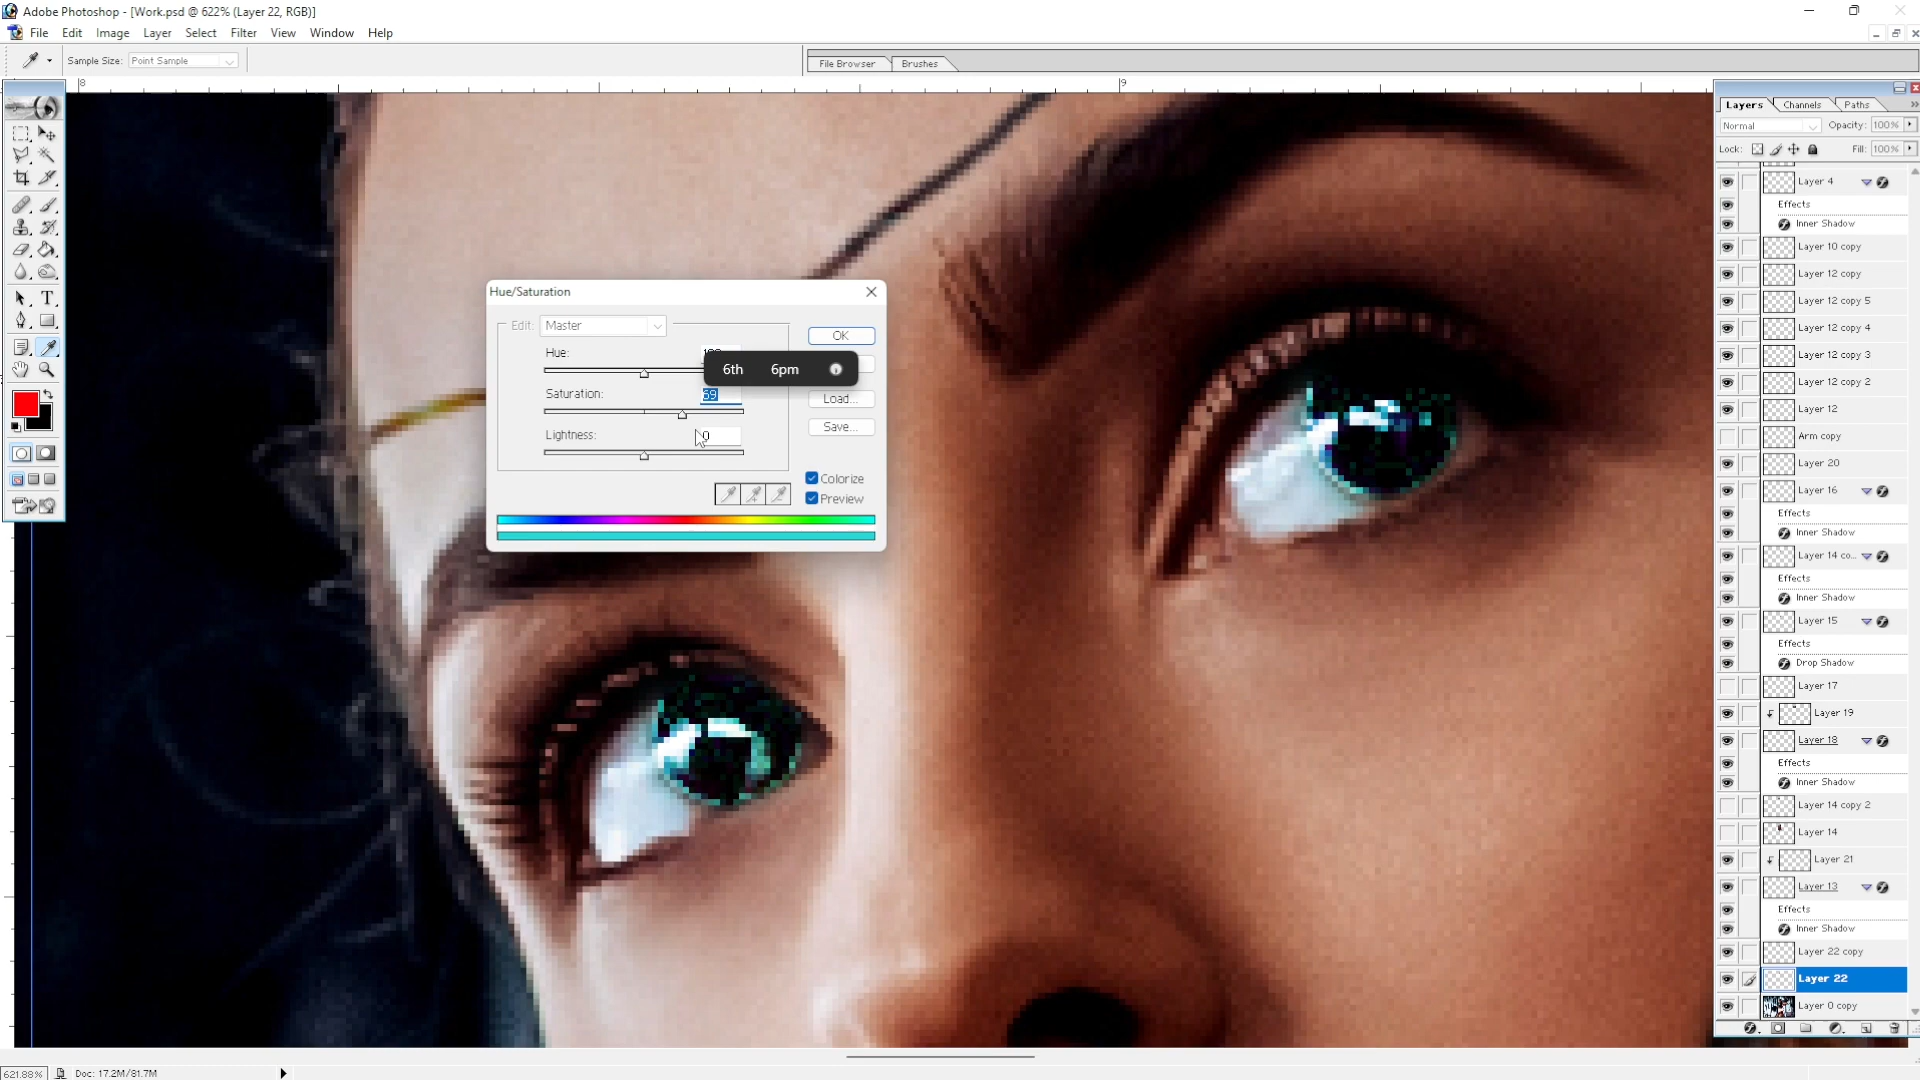 Adobe Photoshop - [Work.psd @ 622% (Layer 22, RGB)]
File Edit Image Layer Select Filter View Window Help
Sample Size: Point Sample
File Browser Brushes
8 9
Layers Channels Paths
Normal Opacity: 100%
Lock: Fill: 100%
Layer 4
Effects
Inner Shadow
Layer 10 copy
Layer 12 copy
Layer 12 copy 5
Layer 12 copy 4
Layer 12 copy 3
Layer 12 copy 2
Layer 12
Arm copy
Layer 20
Layer 16
Effects
Inner Shadow
Layer 14 co...
Effects
Inner Shadow
Layer 15
Effects
Drop Shadow
Layer 17
Layer 19
Layer 18
Effects
Inner Shadow
Layer 14 copy 2
Layer 14
Layer 21
Layer 13
Effects
Inner Shadow
Layer 22 copy
Layer 22
Layer 0 copy
Hue/Saturation
Edit: Master
OK
Hue:
6th 6pm
Saturation: 69
Load...
Save...
Lightness: 0
Colorize
Preview
621.88% Doc: 17.2M/81.7M